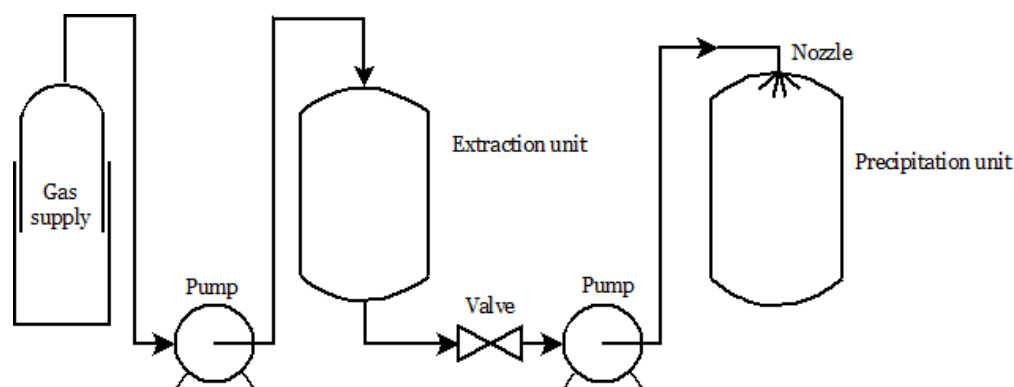 Nozzle
Extraction unit
Precipitation unit
Gas
supply
Pump
Valve
Pump